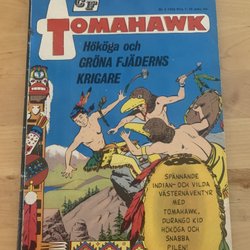 TOMAHAWK
Hököga och
GRÖNA FJÄDERNS
KRIGARE
SPÄNNANDE
INDIAN- OCH VILDA
VÄSTERNÄVENTYR
MED
TOMAHAWK,
DURANGO KID
HÖKÖGA OCH
SNABBA
PILEN